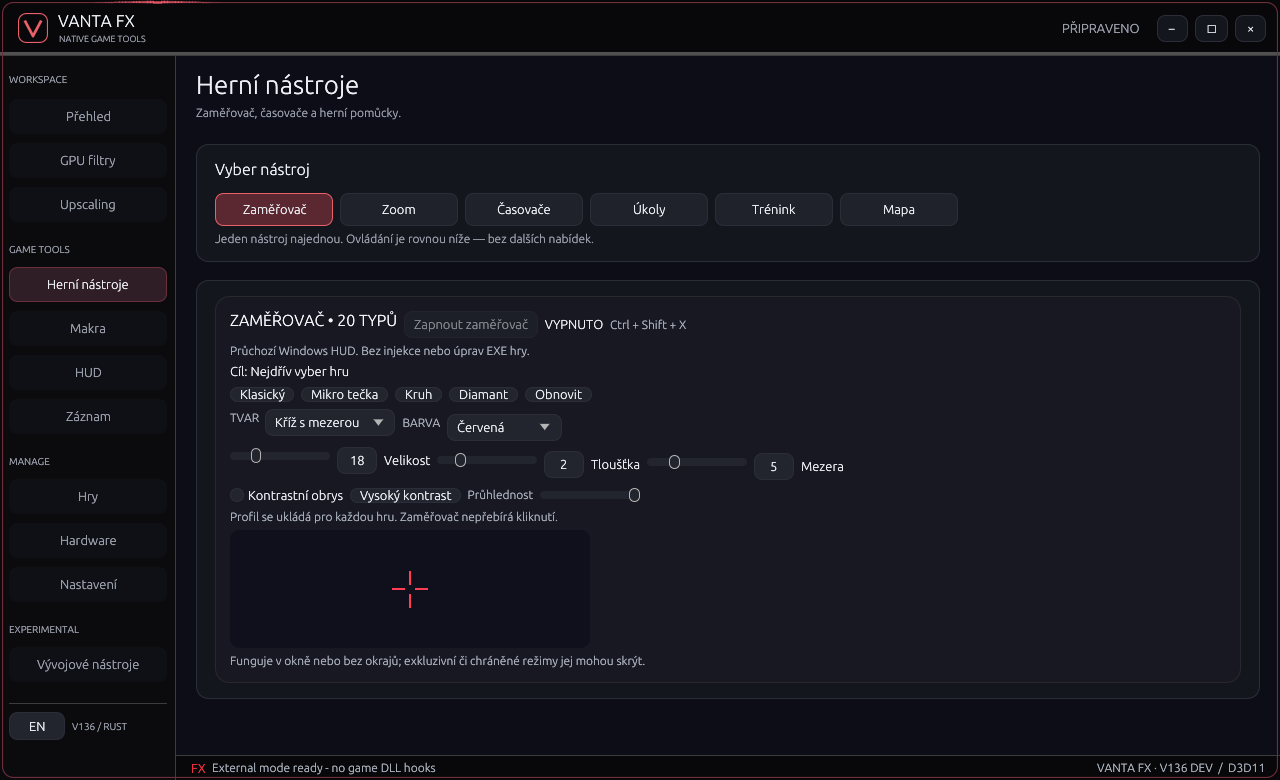 VANTA FX
NATIVE GAME TOOLS
PŘIPRAVENO
WORKSPACE
Přehled
GPU filtry
Upscaling
GAME TOOLS
Herní nástroje
Makra
HUD
Záznam
MANAGE
Hry
Hardware
Nastavení
EXPERIMENTAL
Vývojové nástroje
EN V136 / RUST
Herní nástroje
Zaměřovač, časovače a herní pomůcky.
Vyber nástroj
Zaměřovač Zoom Časovače Úkoly Trénink Mapa
Jeden nástroj najednou. Ovládání je rovnou níže — bez dalších nabídek.
ZAMĚŘOVAČ • 20 TYPŮ Zapnout zaměřovač VYPNUTO Ctrl + Shift + X
Průchozí Windows HUD. Bez injekce nebo úprav EXE hry.
Cíl: Nejdřív vyber hru
Klasický Mikro tečka Kruh Diamant Obnovit
TVAR Kříž s mezerou BARVA Červená
18 Velikost 2 Tloušťka 5 Mezera
Kontrastní obrys Vysoký kontrast Průhlednost
Profil se ukládá pro každou hru. Zaměřovač nepřebírá kliknutí.
Funguje v okně nebo bez okrajů; exkluzivní či chráněné režimy jej mohou skrýt.
FX External mode ready - no game DLL hooks
VANTA FX · V136 DEV / D3D11